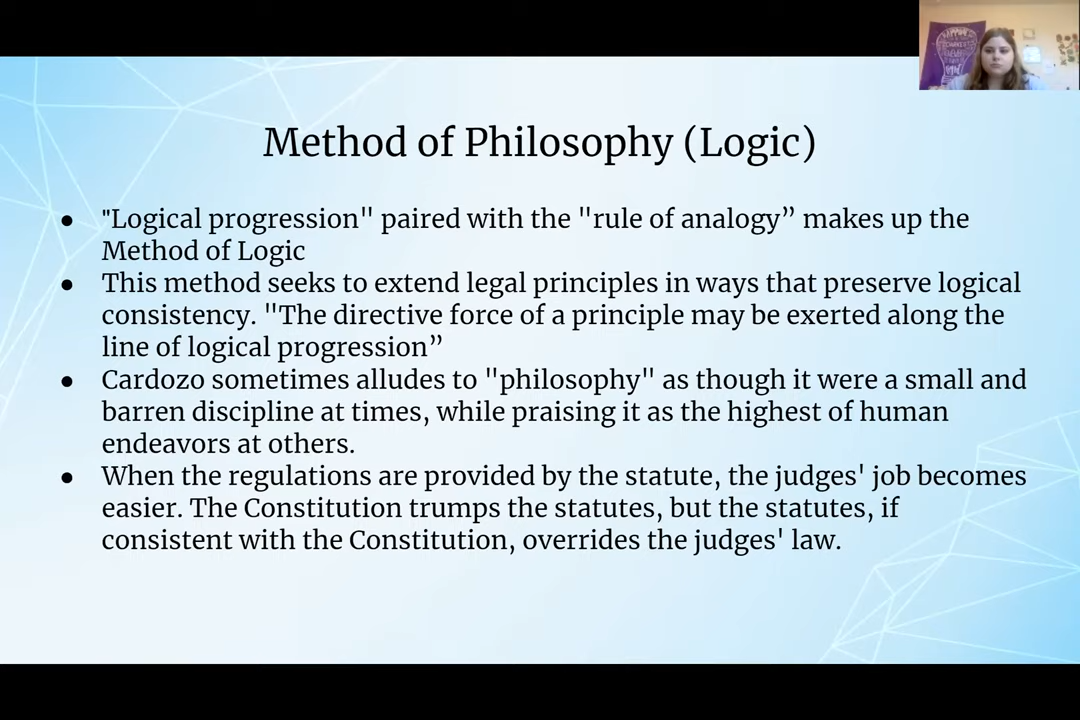 HAPPINESS
DARKEST
Method of Philosophy (Logic)
● "Logical progression" paired with the "rule of analogy” makes up the
Method of Logic
● This method seeks to extend legal principles in ways that preserve logical
consistency. "The directive force of a principle may be exerted along the
line of logical progression”
● Cardozo sometimes alludes to "philosophy" as though it were a small and
barren discipline at times, while praising it as the highest of human
endeavors at others.
● When the regulations are provided by the statute, the judges' job becomes
easier. The Constitution trumps the statutes, but the statutes, if
consistent with the Constitution, overrides the judges' law.